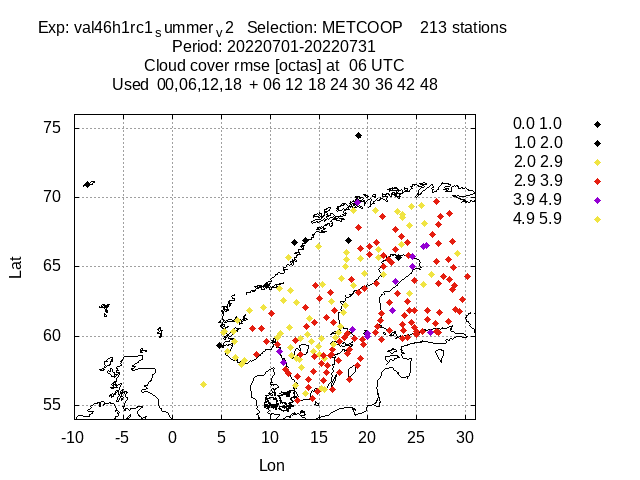 Exp: val46h1rc1summerv2 Selection: METCOOP 213 stations
Period: 20220701-20220731
Cloud cover rmse [octas] at 06 UTC
Used 00,06,12,18 + 06 12 18 24 30 36 42 48
0.0 1.0
1.0 2.0
2.0 2.9
2.9 3.9
3.9 4.9
4.9 5.9
75
70
65
60
55
Lat
-10 -5 0 5 10 15 20 25 30
Lon